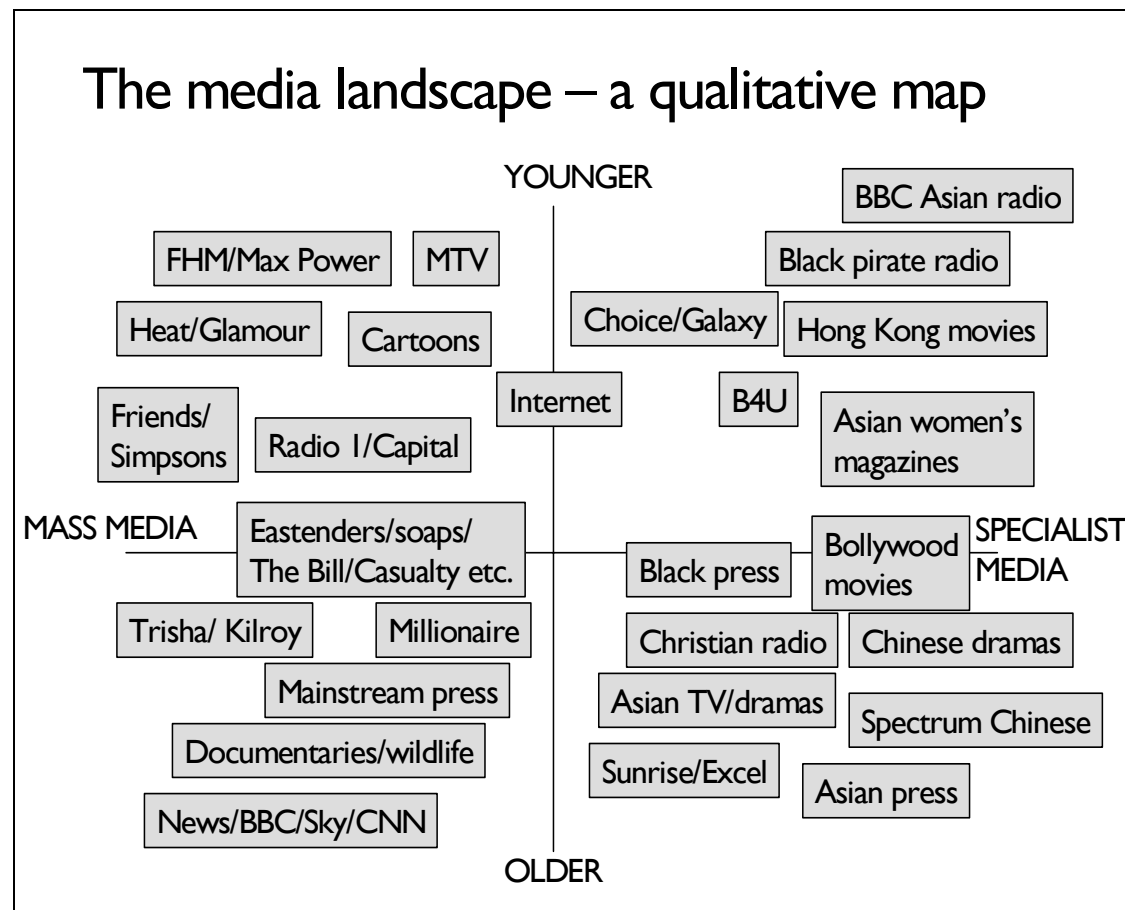 The media landscape – a qualitative map
YOUNGER
BBC Asian radio
FHM/Max Power
MTV
Black pirate radio
Heat/Glamour
Cartoons
Choice/Galaxy
Hong Kong movies
Internet
B4U
Friends/
Simpsons
Radio 1/Capital
Asian women's
magazines
MASS MEDIA
Eastenders/soaps/
The Bill/Casualty etc.
Black press
Bollywood
movies
SPECIALIST
MEDIA
Trisha/ Kilroy
Millionaire
Christian radio
Chinese dramas
Mainstream press
Asian TV/dramas
Spectrum Chinese
Documentaries/wildlife
Sunrise/Excel
Asian press
News/BBC/Sky/CNN
OLDER